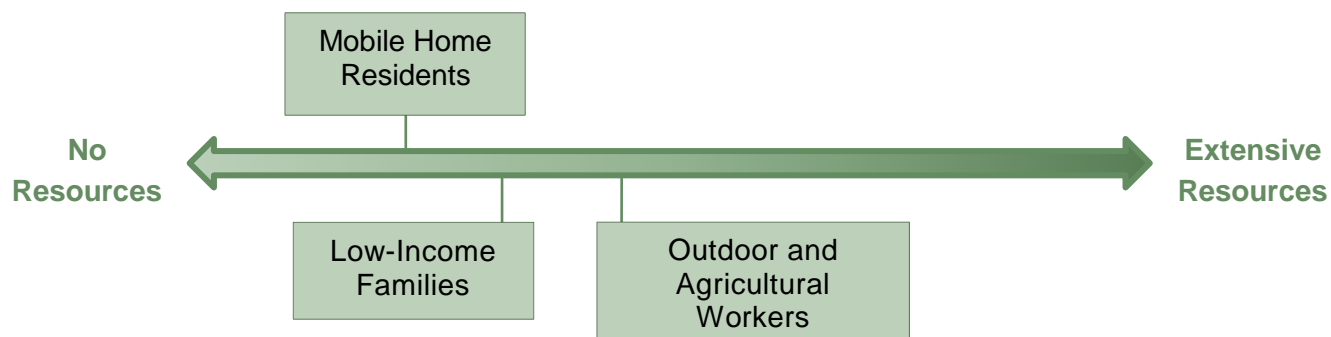 Mobile Home
Residents
No
Resources
Extensive
Resources
Low-Income
Families
Outdoor and
Agricultural
Workers